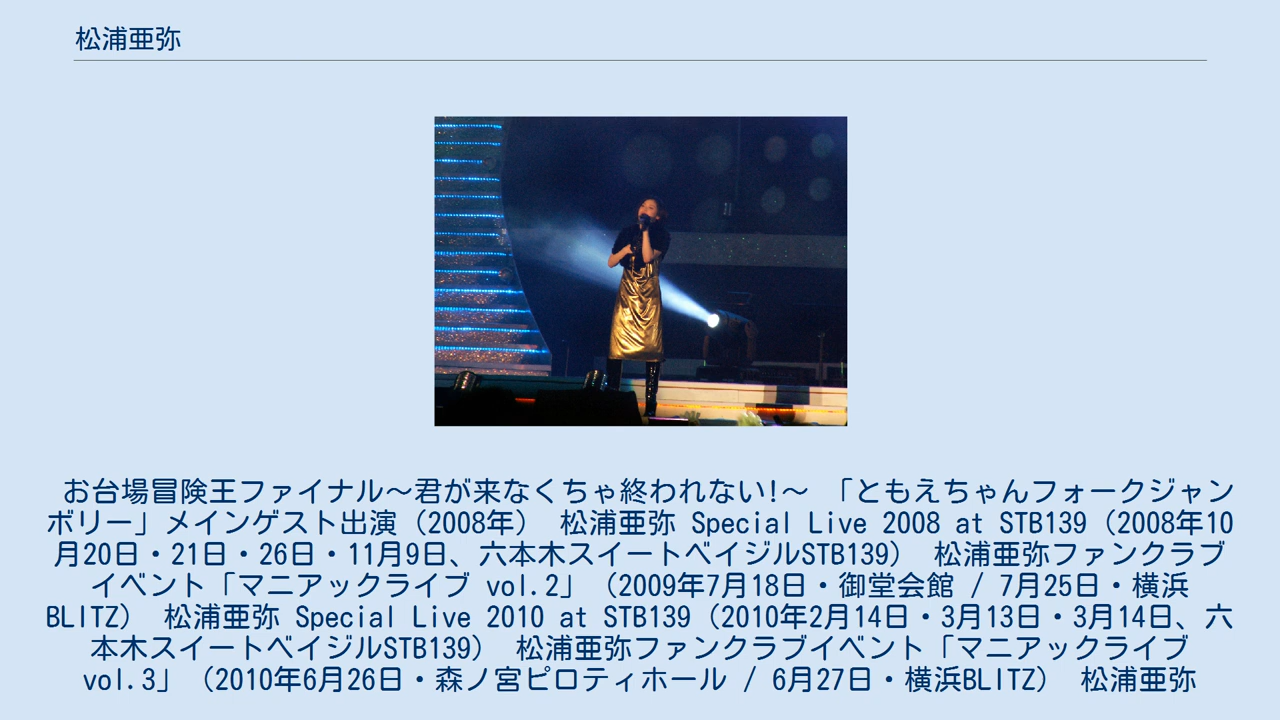 松浦亜弥
お台場冒険王ファイナル～君が来なくちゃ終われない!～ 「ともえちゃんフォークジャン
ボリー」メインゲスト出演（2008年） 松浦亜弥 Special Live 2008 at STB139（2008年10
月20日・21日・26日・11月9日、六本木スイートベイジルSTB139） 松浦亜弥ファンクラブ
イベント「マニアックライブ vol.2」（2009年7月18日・御堂会館 / 7月25日・横浜
BLITZ） 松浦亜弥 Special Live 2010 at STB139（2010年2月14日・3月13日・3月14日、六
本木スイートベイジルSTB139） 松浦亜弥ファンクラブイベント「マニアックライブ
vol.3」（2010年6月26日・森ノ宮ピロティホール / 6月27日・横浜BLITZ） 松浦亜弥